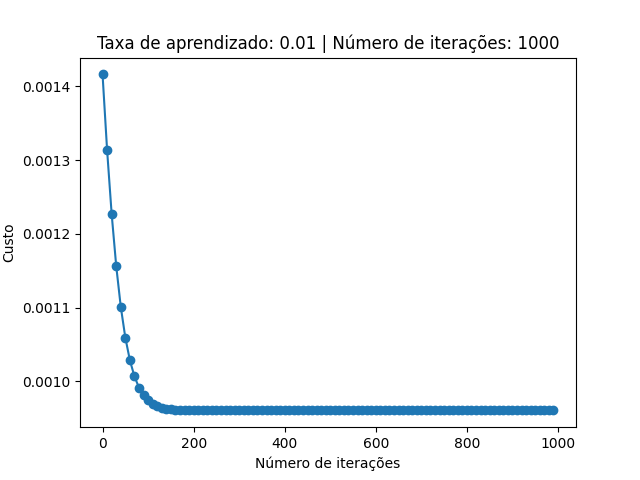 Taxa de aprendizado: 0.01 | Número de iterações: 1000
0.0014
0.0013
0.0012
0.0011
0.0010
Custo
0 200 400 600 800 1000
Número de iterações